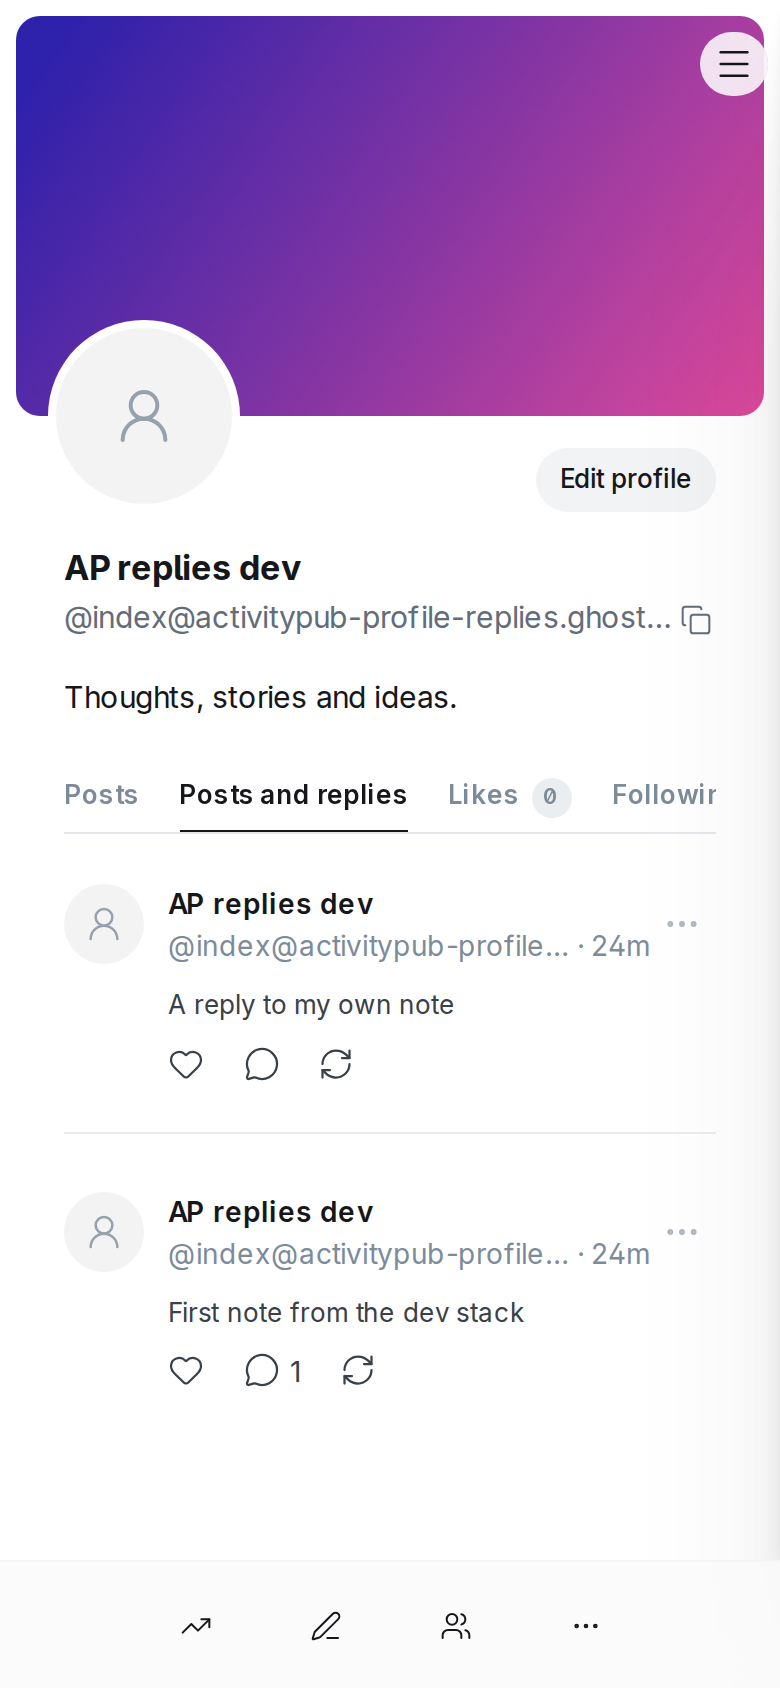 Edit profile
AP replies dev
@index@activitypub-profile-replies.ghost...
Thoughts, stories and ideas.
Posts Posts and replies Likes 0 Followin
AP replies dev
@index@activitypub-profile... · 24m
A reply to my own note
AP replies dev
@index@activitypub-profile... · 24m
First note from the dev stack
1